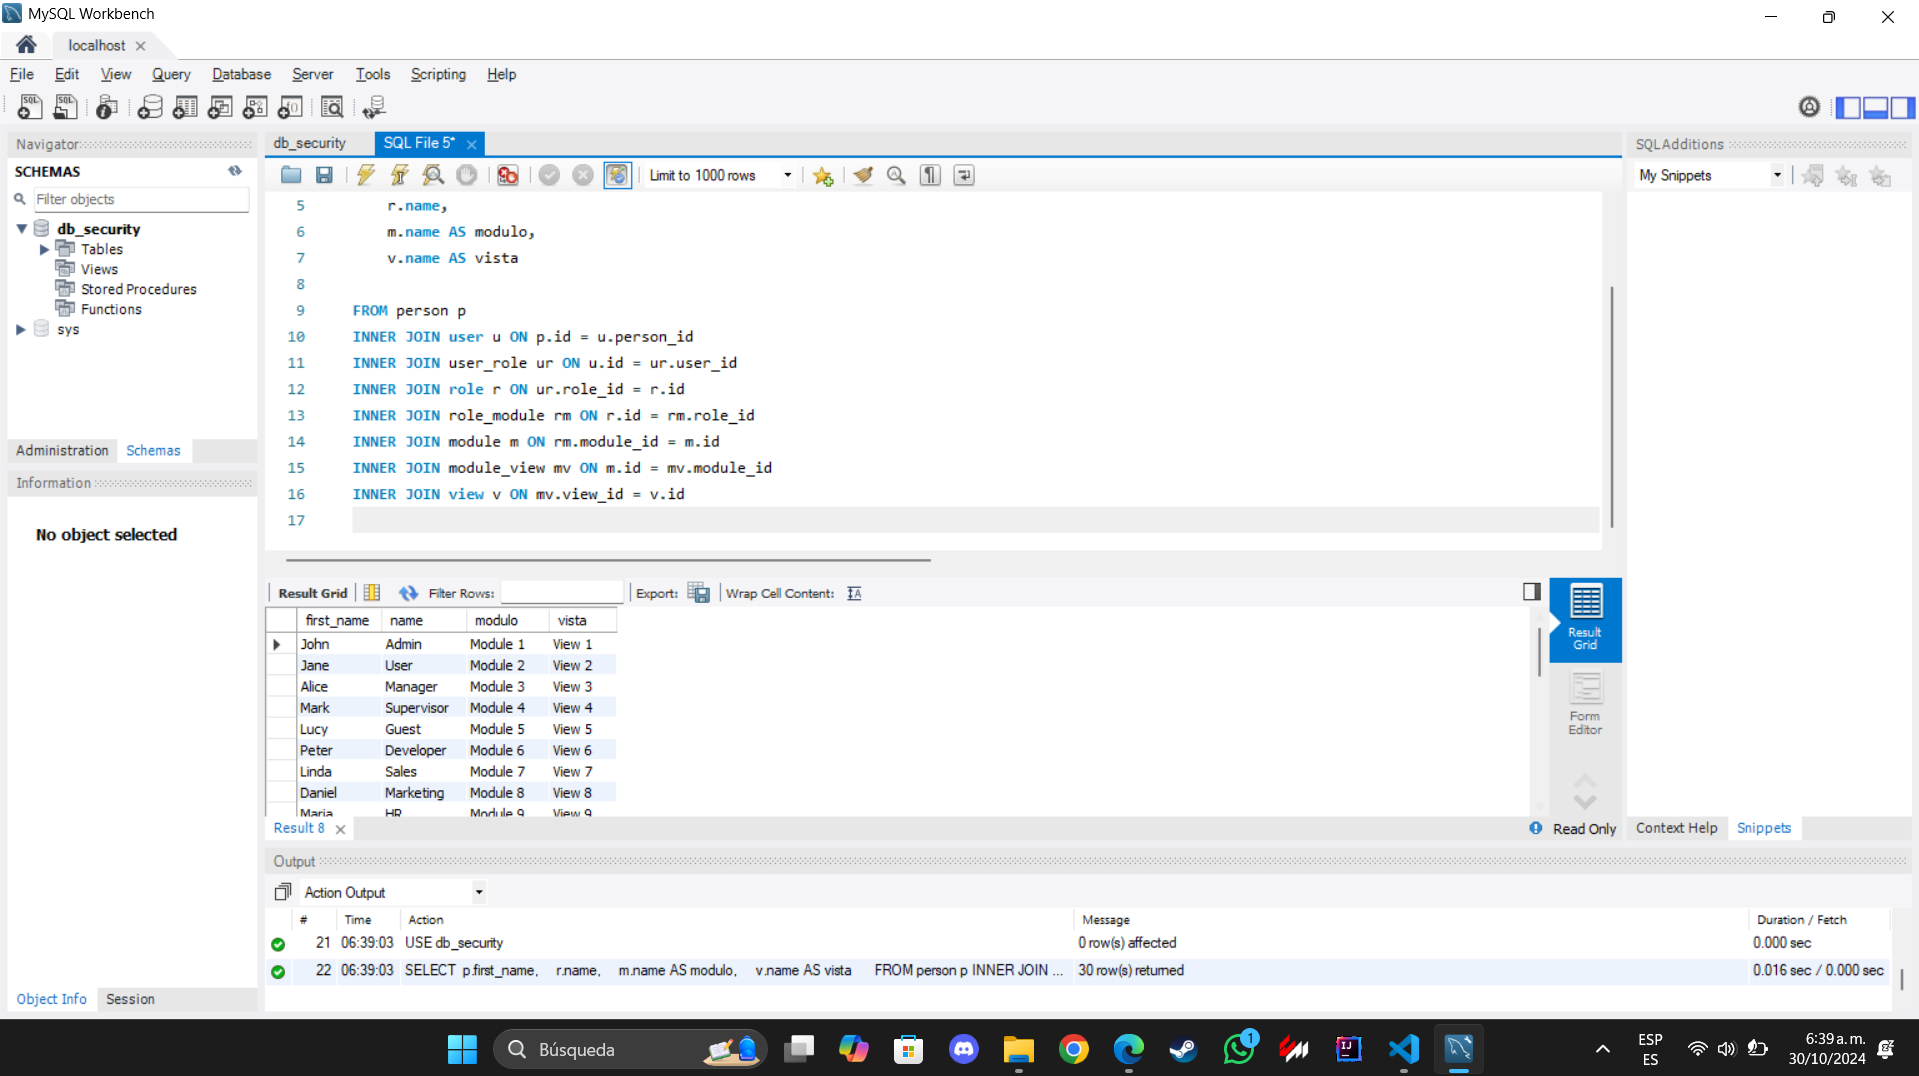 MySQL Workbench
localhost
File Edit View Query Database Server Tools Scripting Help
Navigator
SCHEMAS
Filter objects
db_security
Tables
Views
Stored Procedures
Functions
sys
Administration Schemas
Information
No object selected
Object Info Session
db_security SQL File 5*
Limit to 1000 rows
5 r.name,
6 m.name AS modulo,
7 v.name AS vista
8
9 FROM person p
10 INNER JOIN user u ON p.id = u.person_id
11 INNER JOIN user_role ur ON u.id = ur.user_id
12 INNER JOIN role r ON ur.role_id = r.id
13 INNER JOIN role_module rm ON r.id = rm.role_id
14 INNER JOIN module m ON rm.module_id = m.id
15 INNER JOIN module_view mv ON m.id = mv.module_id
16 INNER JOIN view v ON mv.view_id = v.id
17
Result Grid Filter Rows: Export: Wrap Cell Content:
first_name name modulo vista
John Admin Module 1 View 1
Jane User Module 2 View 2
Alice Manager Module 3 View 3
Mark Supervisor Module 4 View 4
Lucy Guest Module 5 View 5
Peter Developer Module 6 View 6
Linda Sales Module 7 View 7
Daniel Marketing Module 8 View 8
Maria HR Module 9 View 9
Result Grid
Form Editor
Result 8 Read Only
SQLAdditions
My Snippets
Context Help Snippets
Output
Action Output
# Time Action Message Duration / Fetch
21 06:39:03 USE db_security 0 row(s) affected 0.000 sec
22 06:39:03 SELECT p.first_name, r.name, m.name AS modulo, v.name AS vista FROM person p INNER JOIN ... 30 row(s) returned 0.016 sec / 0.000 sec
Búsqueda
1
ESP
ES
6:39 a. m.
30/10/2024